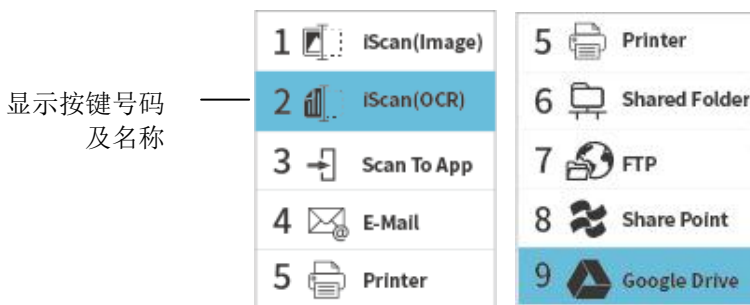 显示按键号码
及名称
1 iScan(Image)
2 iScan(OCR)
3 Scan To App
4 E-Mail
5 Printer
5 Printer
6 Shared Folder
7 FTP
8 Share Point
9 Google Drive